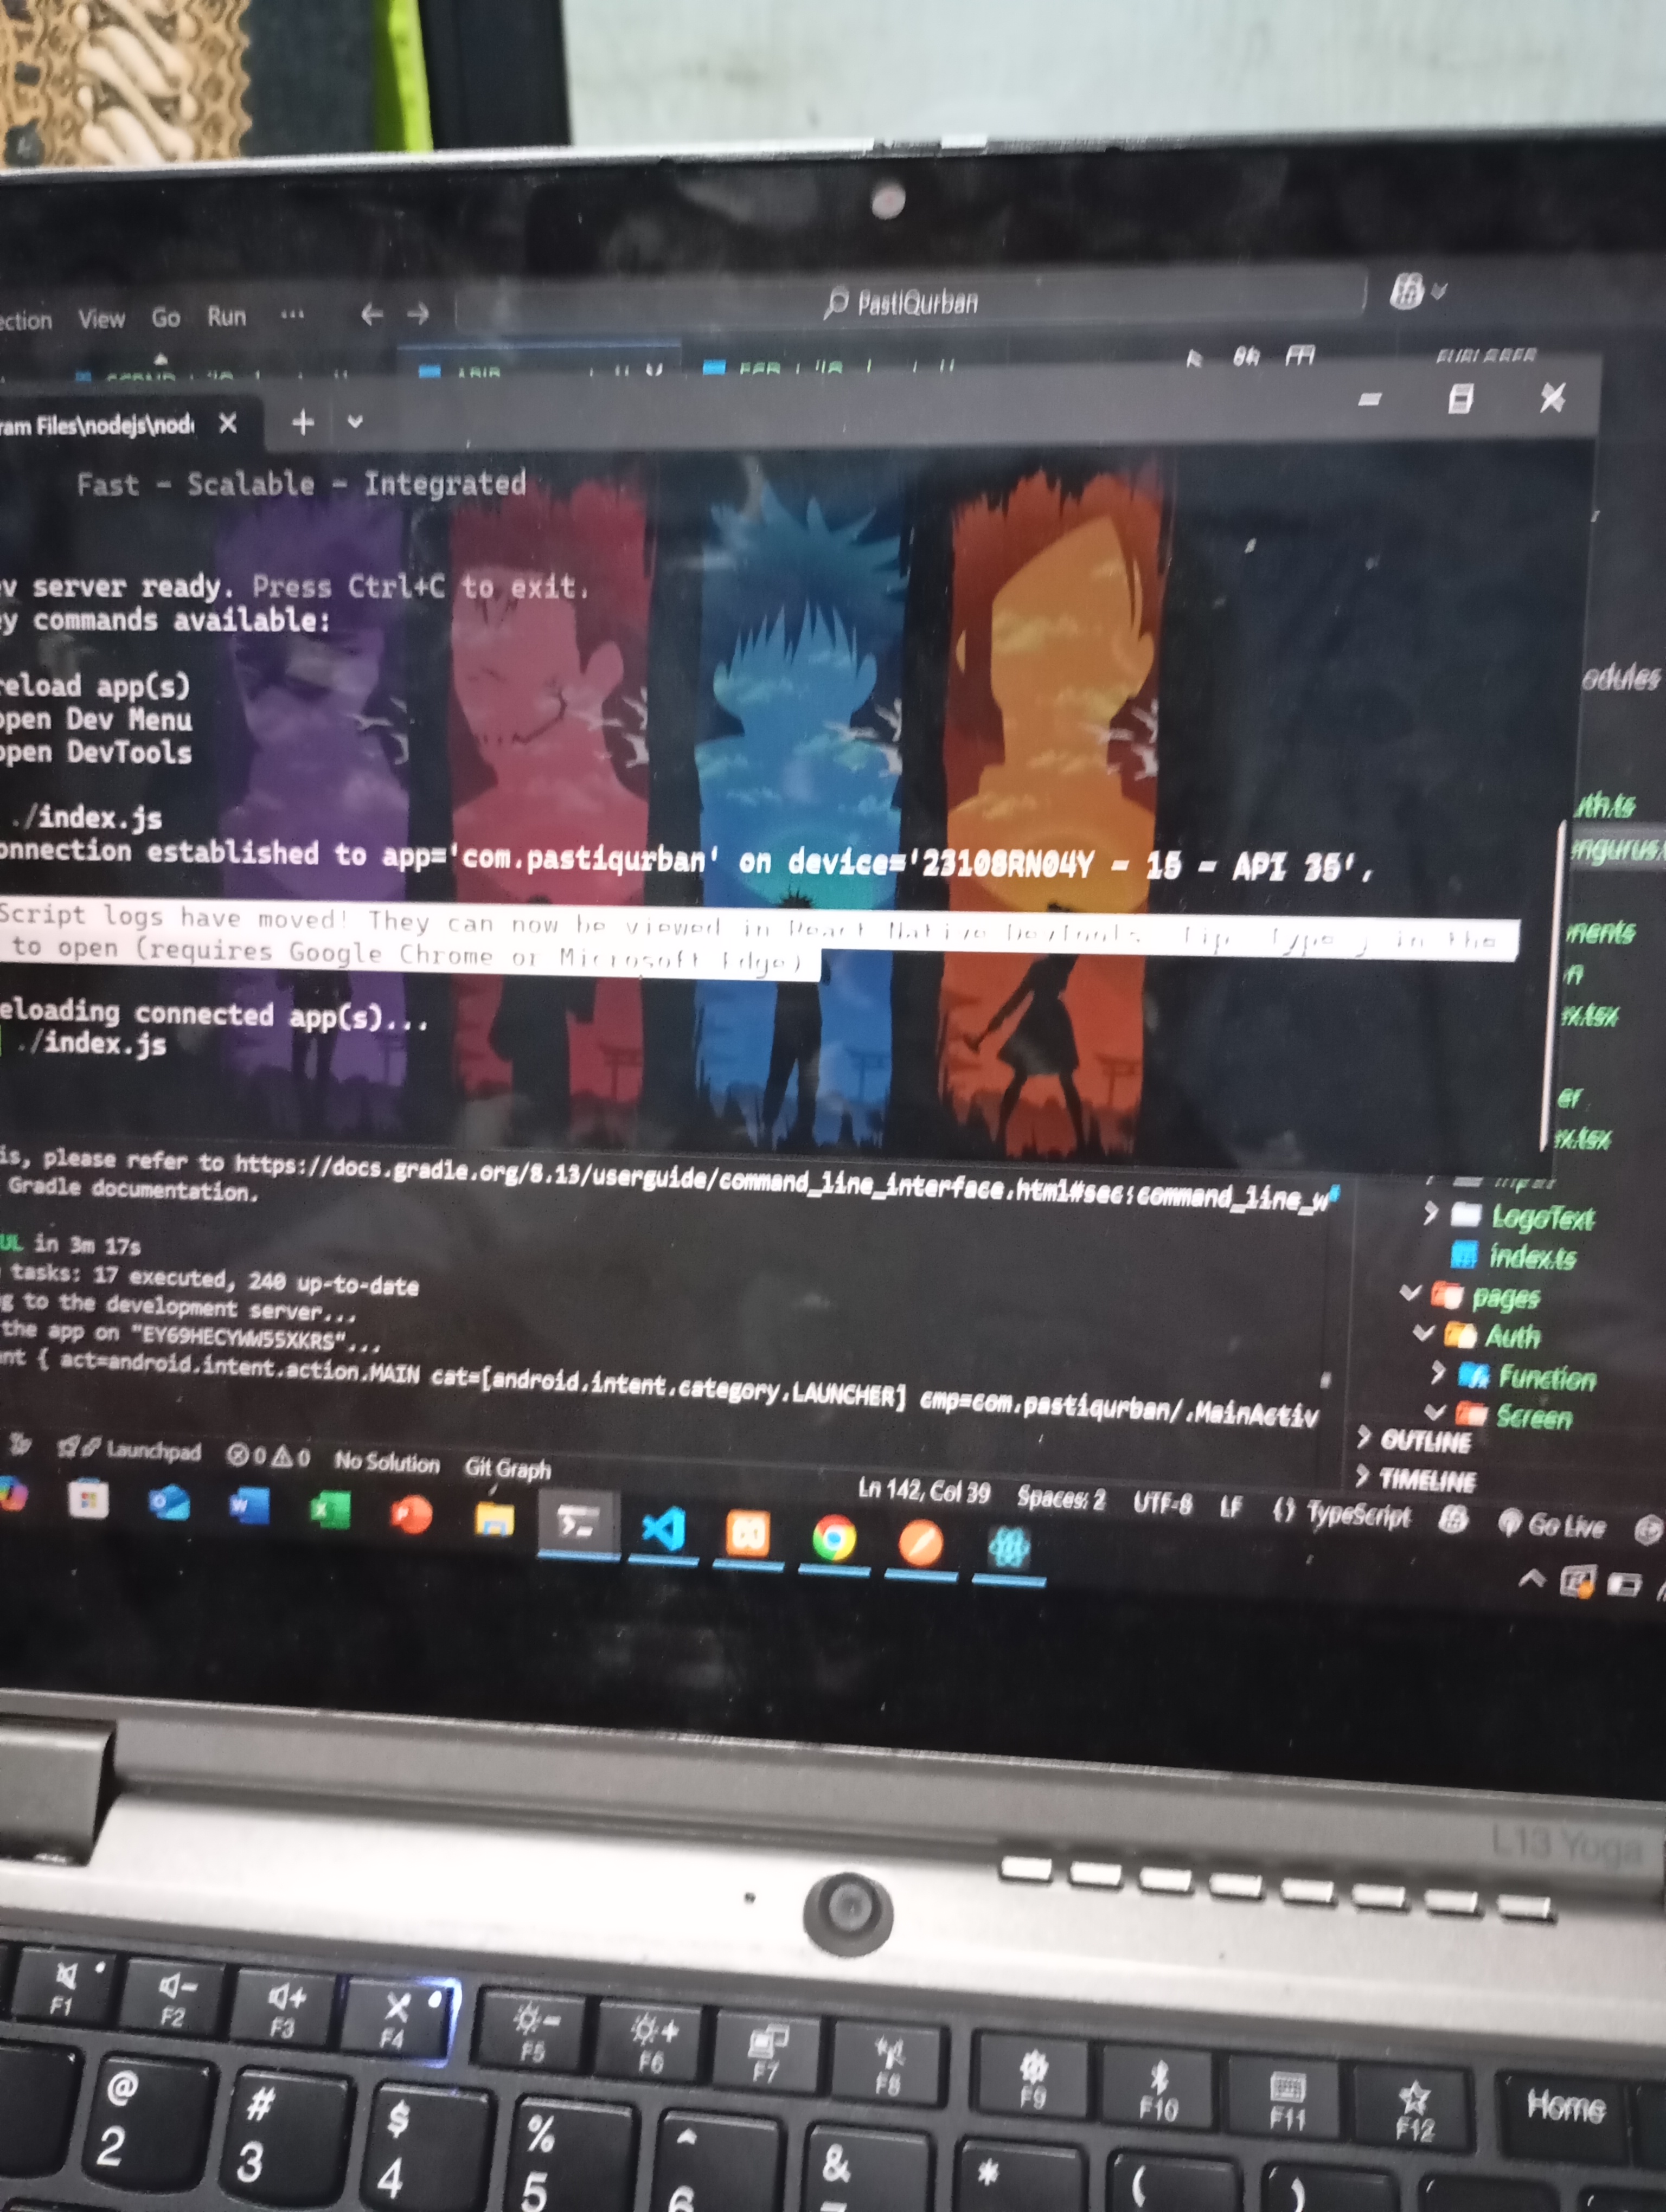 ection View Go Run ... PastiQurban
ram Files\nodejs\nod
Fast - Scalable - Integrated
v server ready. Press Ctrl+C to exit.
y commands available:
eload app(s)
open Dev Menu
open DevTools
./index.js
onnection established to app='com.pastiqurban' on device='23108RN04Y - 15 - API 35'.
Script logs have moved! They can now be viewed in React Native DevTools. Tip: Type j in the
to open (requires Google Chrome or Microsoft Edge)
eloading connected app(s)...
./index.js
odules
uth.ts
engurus.
nents
x.tsx
er
x.tsx
is, please refer to https://docs.gradle.org/8.13/userguide/command_line_interface.html#sec:command_line_w
Gradle documentation.
UL in 3m 17s
tasks: 17 executed, 240 up-to-date
g to the development server...
the app on "EY69HECYWW5SXKRS"...
nt { act=android.intent.action.MAIN cat=[android.intent.category.LAUNCHER] cmp=com.pastiqurban/.MainActiv
LogoText
index.ts
pages
Auth
Function
Screen
OUTLINE
TIMELINE
Launchpad 0 0 No Solution Git Graph Ln 142, Col 39 Spaces: 2 UTF-8 LF {} TypeScript Go Live
L13 Yoga
F1 F2 F3 F4 F5 F6 F7 F8 F9 F10 F11 F12 Home
@ # $ % ^ & * ( )
2 3 4 5 6